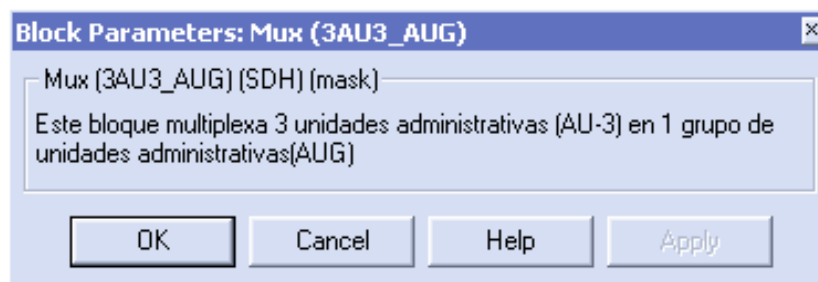 Block Parameters: Mux (3AU3_AUG)
Mux (3AU3_AUG) (SDH) (mask)
Este bloque multiplexa 3 unidades administrativas (AU-3) en 1 grupo de
unidades administrativas(AUG)
OK Cancel Help Apply